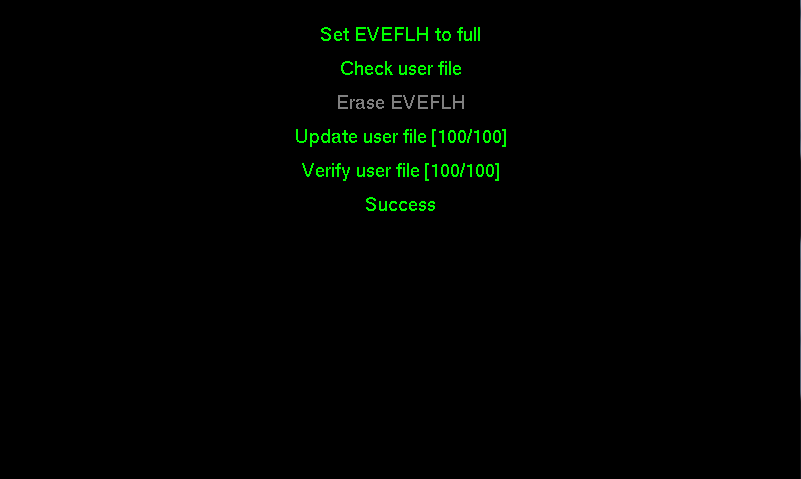 Set EVEFLH to full
Check user file
Erase EVEFLH
Update user file [100/100]
Verify user file [100/100]
Success